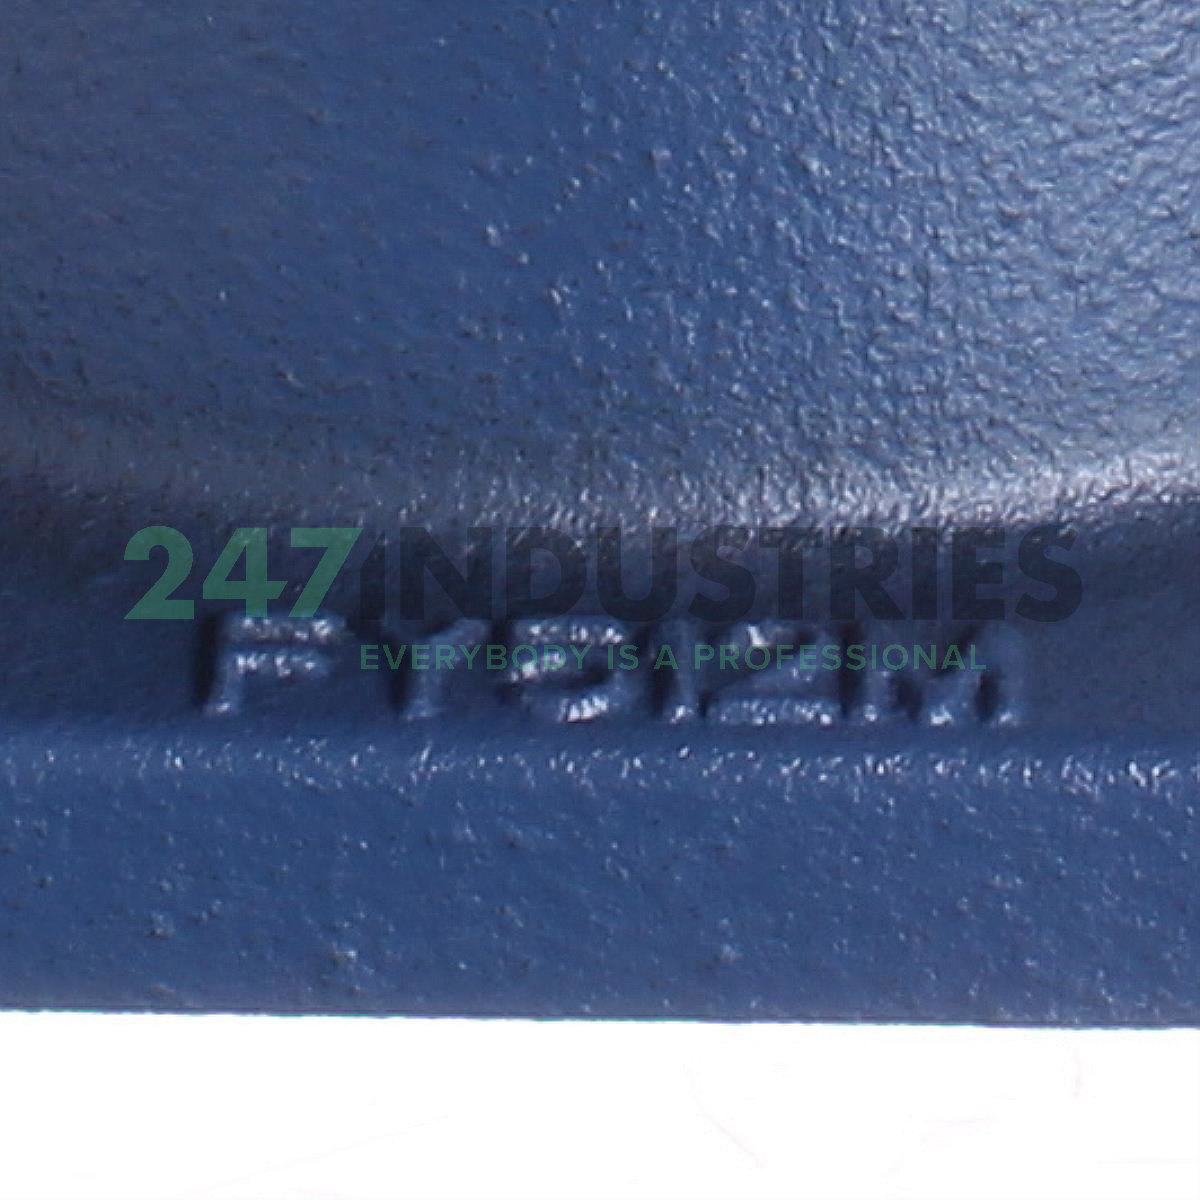 247INDUSTRIES
EVERYBODY IS A PROFESSIONAL
FY512M